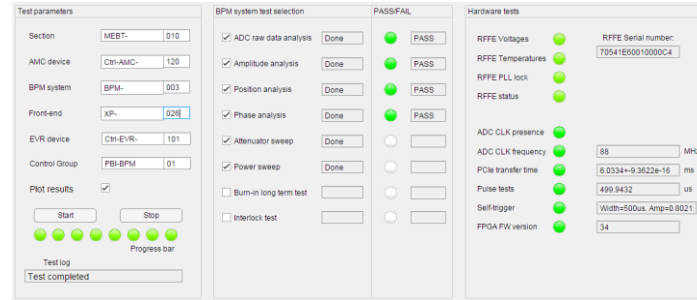 Test parameters
Section MEBT- 010
AMC device Ctrl-AMC- 120
BPM system BPM- 003
Front-end XP- 026
EVR device Ctrl-EVR- 101
Control Group PBI-BPM 01
Plot results
Start Stop
Progress bar
Test log
Test completed
BPM system test selection PASS/FAIL
ADC raw data analysis Done PASS
Amplitude analysis Done PASS
Position analysis Done PASS
Phase analysis Done PASS
Attenuator sweep Done
Power sweep Done
Burn-in long term test
Interlock test
Hardware tests
RFFE Voltages
RFFE Temperatures
RFFE PLL lock
RFFE status
RFFE Serial number:
70541E60010000C4
ADC CLK presence
ADC CLK frequency 88 MHz
PCIe transfer time 6.0334+-9.3622e-16 ms
Pulse tests 499.9432 us
Self-trigger Width=500us. Amp=0.8021
FPGA FW version 34